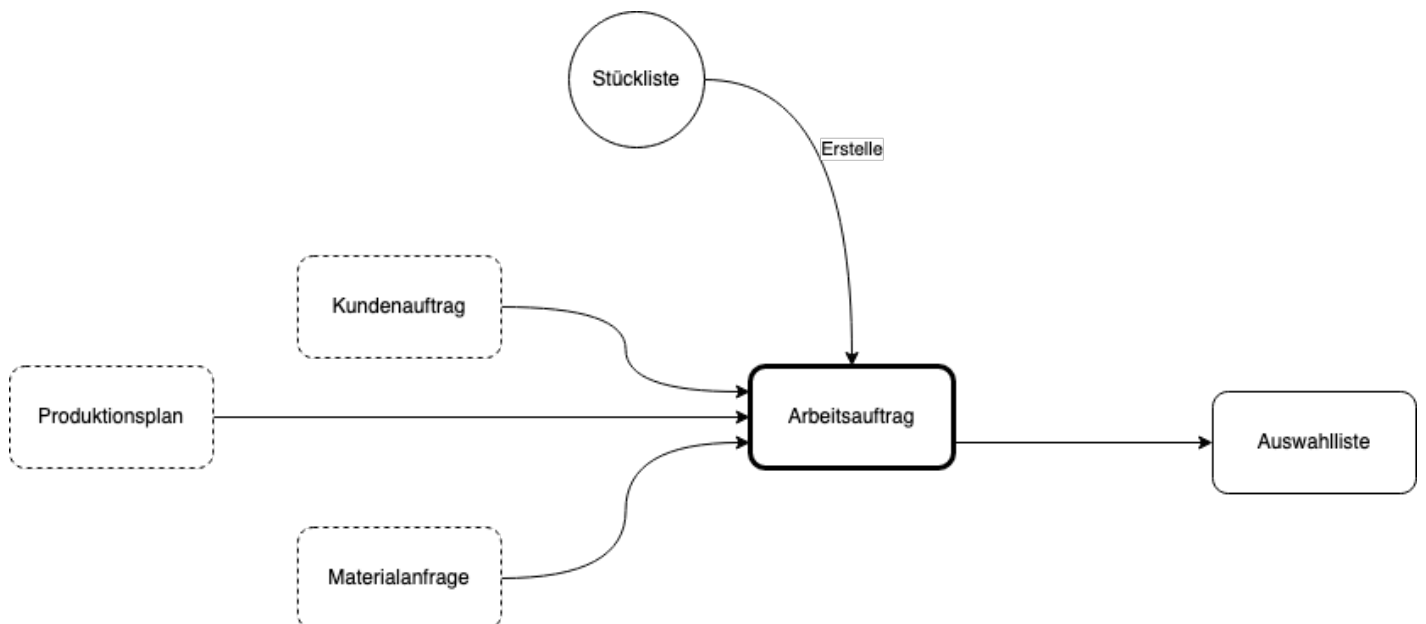 Stückliste
Erstelle
Kundenauftrag
Produktionsplan
Arbeitsauftrag
Auswahlliste
Materialanfrage